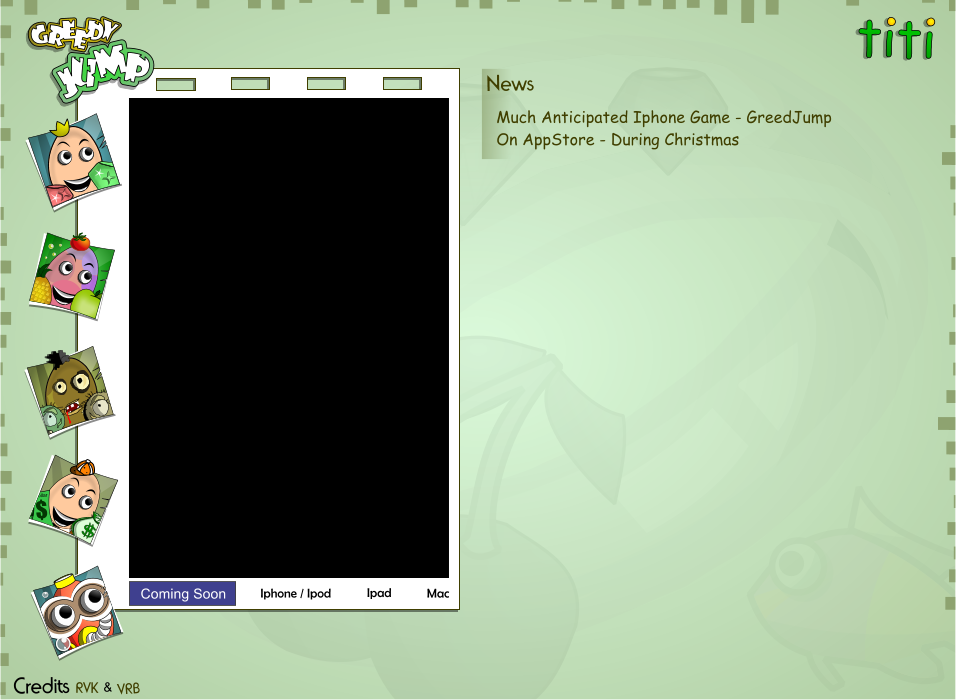 GREEDY
JUMP
titi
News
Much Anticipated Iphone Game - GreedJump
On AppStore - During Christmas
$
$
Coming Soon Iphone / Ipod Ipad Mac
Credits RVK & VRB